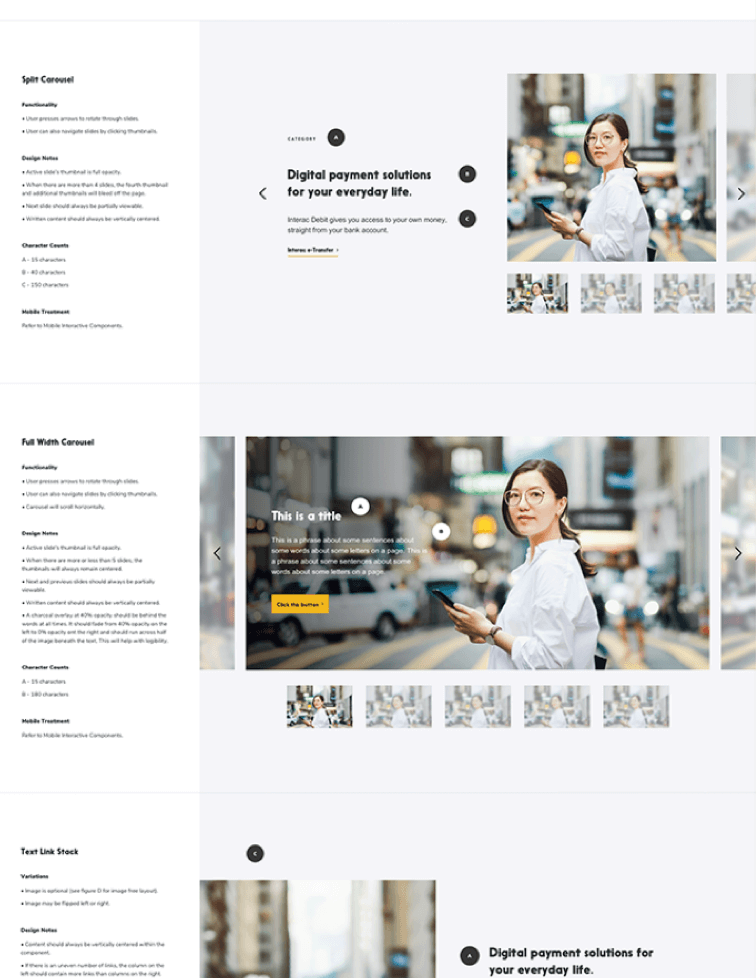 Split Carousel
Functionality
• User presses arrows to rotate through slides.
• User can also navigate slides by clicking thumbnails.
Design Notes
• Active slide's thumbnail is full opacity.
• When there are more than 4 slides, the fourth thumbnail
and additional thumbnails will bleed off the page.
• Next slide should always be partially viewable.
• Written content should always be vertically centered.
Character Counts
A - 15 characters
B - 40 characters
C - 250 characters
Mobile Treatment
Refer to Mobile Interactive Components.
CATEGORY
A
Digital payment solutions
for your everyday life.
B
Interac Debit gives you access to your own money,
straight from your bank account.
C
Interac e-Transfer ›
Full Width Carousel
Functionality
• User presses arrows to rotate through slides.
• User can also navigate slides by clicking thumbnails.
• Carousel will scroll horizontally.
Design Notes
• Active slide's thumbnail is full opacity.
• When there are more or less than 5 slides, the
thumbnails will always remain centered.
• Next and previous slides should always be partially
viewable.
• Written content should always be vertically centered.
• A charcoal overlay at 40% opacity should be behind the
words at all times. It should fade from 40% opacity on the
left to 0% opacity ont the right and should run across half
of the image beneath the text. This will help with legibility.
Character Counts
A - 15 characters
B - 180 characters
Mobile Treatment
Refer to Mobile Interactive Components.
A
This is a title
B
This is a phrase about some sentences about
some words about some letters on a page. This is
a phrase about some sentences about some
words about some letters on a page.
Click the button ›
Text Link Stack
Variations
• Image is optional (see figure D for image free layout).
• Image may be flipped left or right.
Design Notes
• Content should always be vertically centered within the
component.
• If there is an uneven number of links, the column on the
left should contain more links than columns on the right
C
A
Digital payment solutions for
your everyday life.